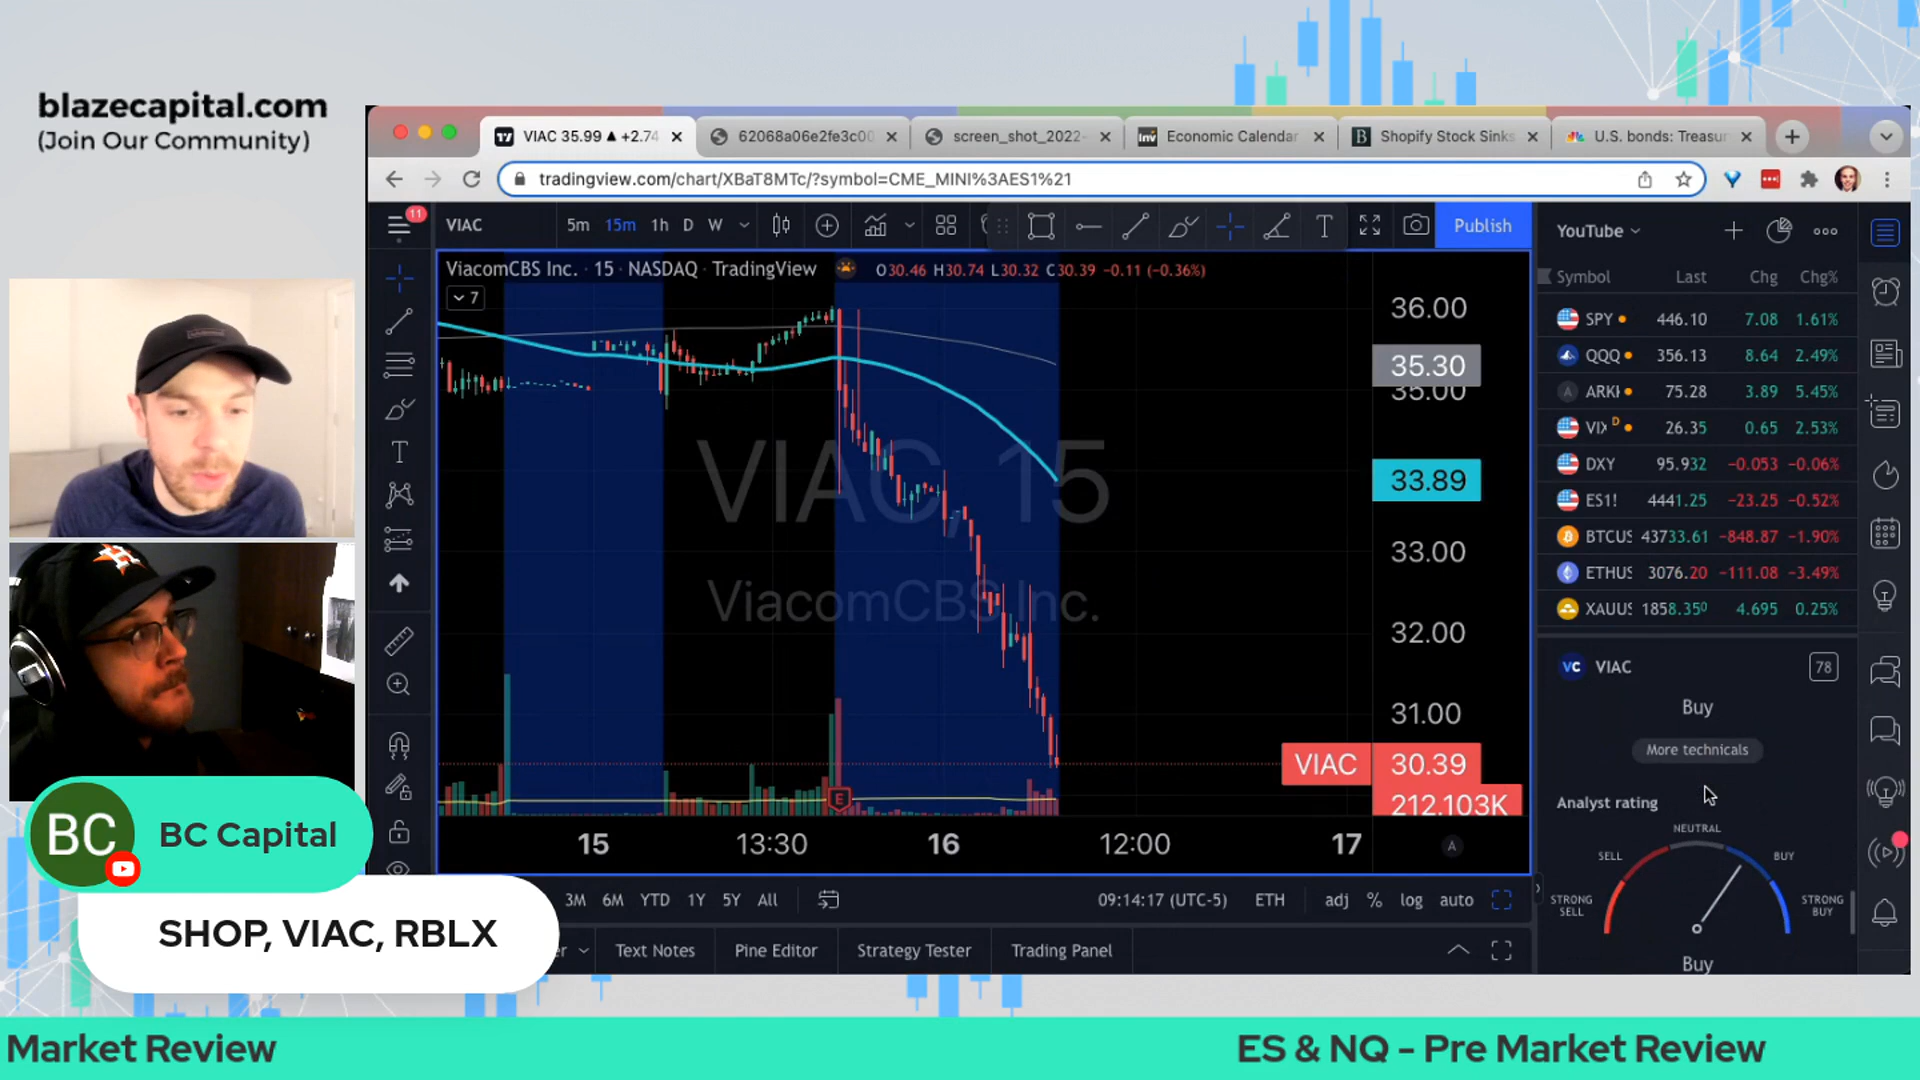 blazecapital.com
(Join Our Community)
VIAC 35.99 ▲ +2.74
62068a06e2fe3c00
screen_shot_2022-
Inv Economic Calendar
B Shopify Stock Sinks
U.S. bonds: Treasur
tradingview.com/chart/XBaT8MTc/?symbol=CME_MINI%3AES1%21
11
VIAC 5m 15m 1h D W
T
Publish
YouTube
ViacomCBS Inc. · 15 · NASDAQ · TradingView O30.46 H30.74 L30.32 C30.39 −0.11 (−0.36%)
7
Symbol Last Chg Chg%
SPY 446.10 7.08 1.61%
QQQ 356.13 8.64 2.49%
ARKK 75.28 3.89 5.45%
VIX D 26.35 0.65 2.53%
DXY 95.932 −0.053 −0.06%
ES1! 4441.25 −23.25 −0.52%
BTCUS 43733.61 −848.87 −1.90%
ETHUS 3076.20 −111.08 −3.49%
XAUUS 1858.350 4.695 0.25%
36.00
35.30
35.00
33.89
33.00
32.00
31.00
VIAC 30.39
212.103K
VIAC, 15
ViacomCBS Inc.
T
E
15 13:30 16 12:00 17
A
VC VIAC 78
Buy
More technicals
Analyst rating
NEUTRAL
SELL BUY
STRONG SELL
STRONG BUY
Buy
3M 6M YTD 1Y 5Y All
09:14:17 (UTC-5) ETH adj % log auto
er Text Notes Pine Editor Strategy Tester Trading Panel
BC
BC Capital
SHOP, VIAC, RBLX
Market Review
ES & NQ - Pre Market Review